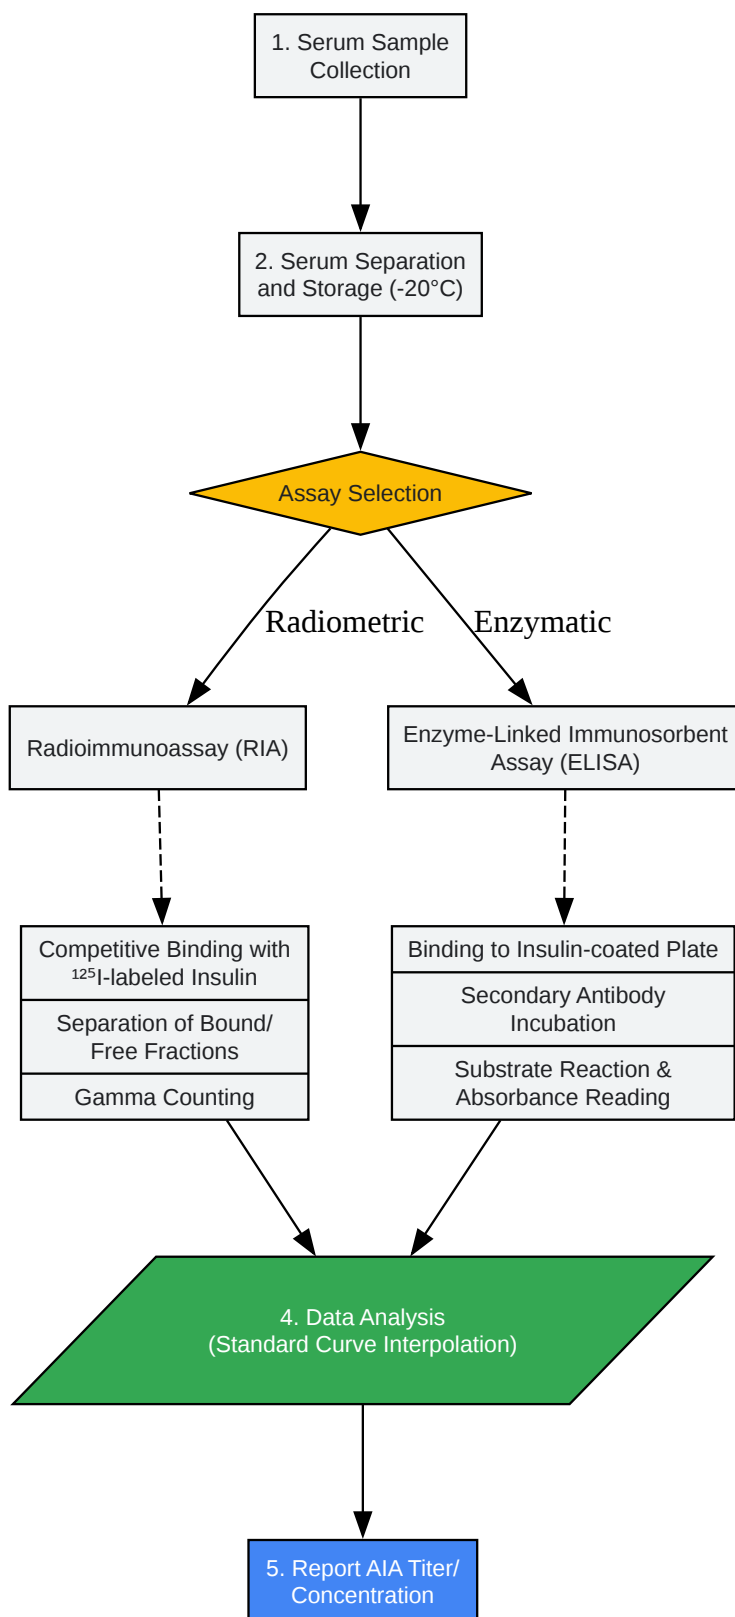 1. Serum Sample
Collection
2. Serum Separation
and Storage (-20°C)
Assay Selection
Radiometric
Enzymatic
Radioimmunoassay (RIA)
Enzyme-Linked Immunosorbent
Assay (ELISA)
Competitive Binding with
¹²⁵I-labeled Insulin
Separation of Bound/
Free Fractions
Gamma Counting
Binding to Insulin-coated Plate
Secondary Antibody
Incubation
Substrate Reaction &
Absorbance Reading
4. Data Analysis
(Standard Curve Interpolation)
5. Report AIA Titer/
Concentration